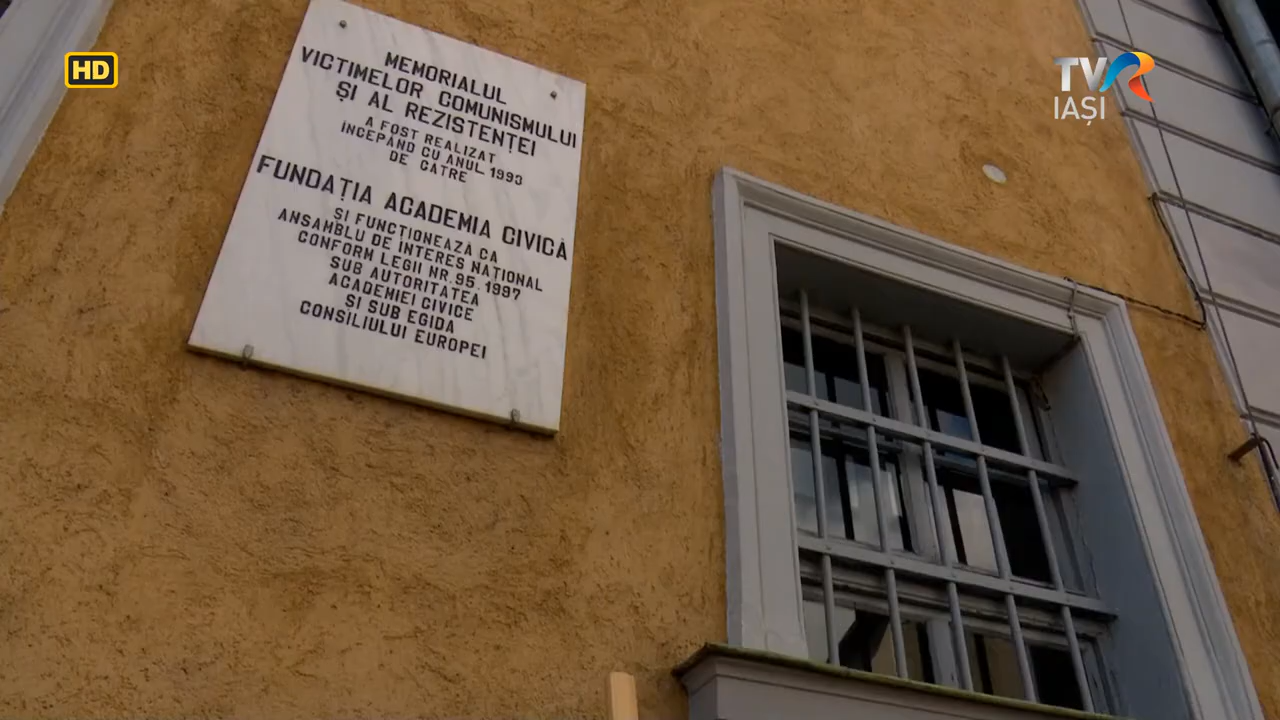 HD
TVR
IAȘI
MEMORIALUL
VICTIMELOR COMUNISMULUI
ȘI AL REZISTENȚEI
A FOST REALIZAT
ÎNCEPÂND CU ANUL 1993
DE CĂTRE
FUNDAȚIA ACADEMIA CIVICĂ
ȘI FUNCȚIONEAZĂ CA
ANSAMBLU DE INTERES NAȚIONAL
CONFORM LEGII NR. 95. 1997
SUB AUTORITATEA
ACADEMIEI CIVICE
ȘI SUB EGIDA
CONSILIULUI EUROPEI